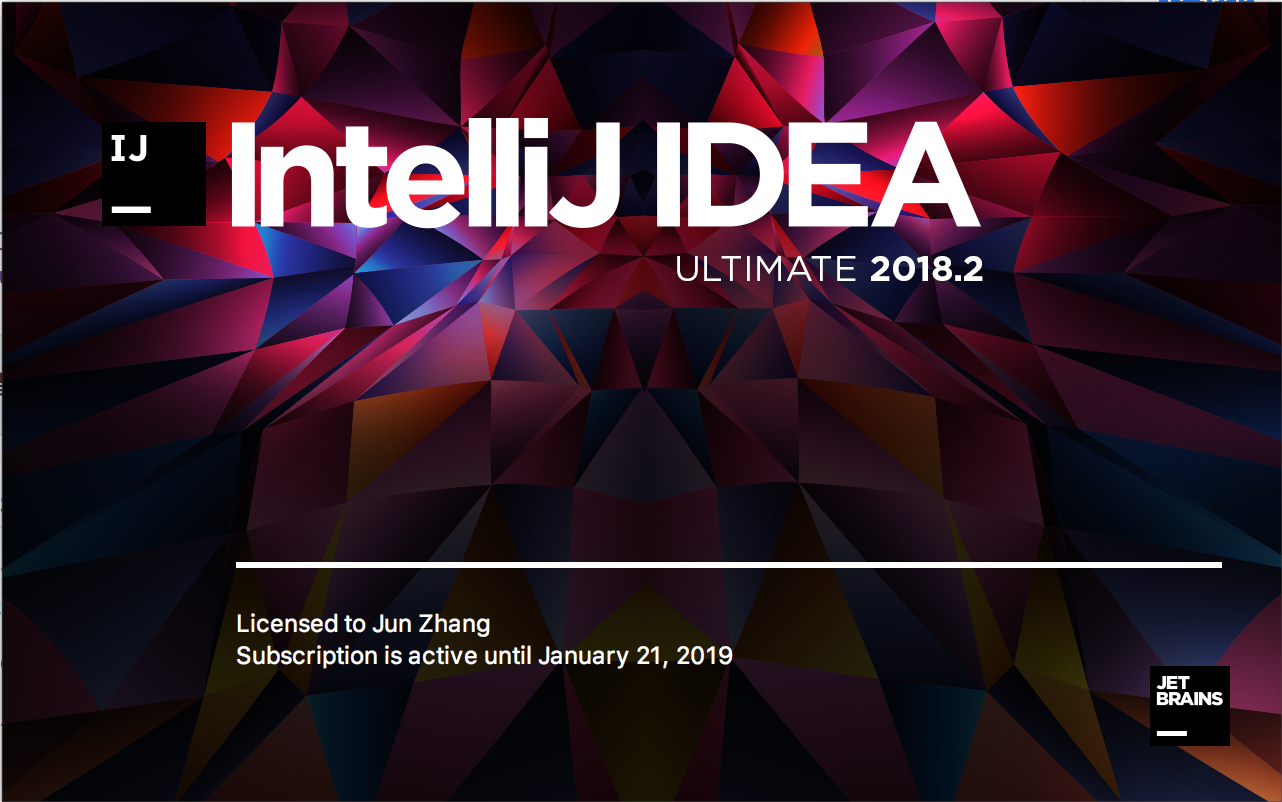 IJ
IntelliJ IDEA
ULTIMATE 2018.2
Licensed to Jun Zhang
Subscription is active until January 21, 2019
JET
BRAINS